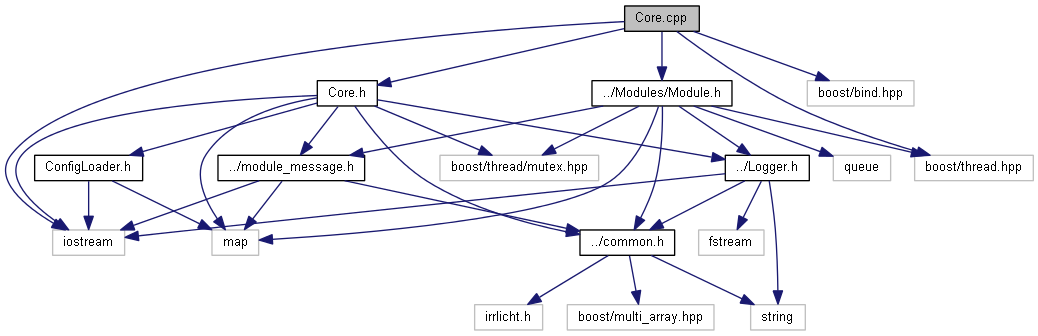 Core.cpp
Core.h
../Modules/Module.h
boost/bind.hpp
ConfigLoader.h
../module_message.h
boost/thread/mutex.hpp
../Logger.h
queue
boost/thread.hpp
iostream
map
../common.h
fstream
irrlicht.h
boost/multi_array.hpp
string